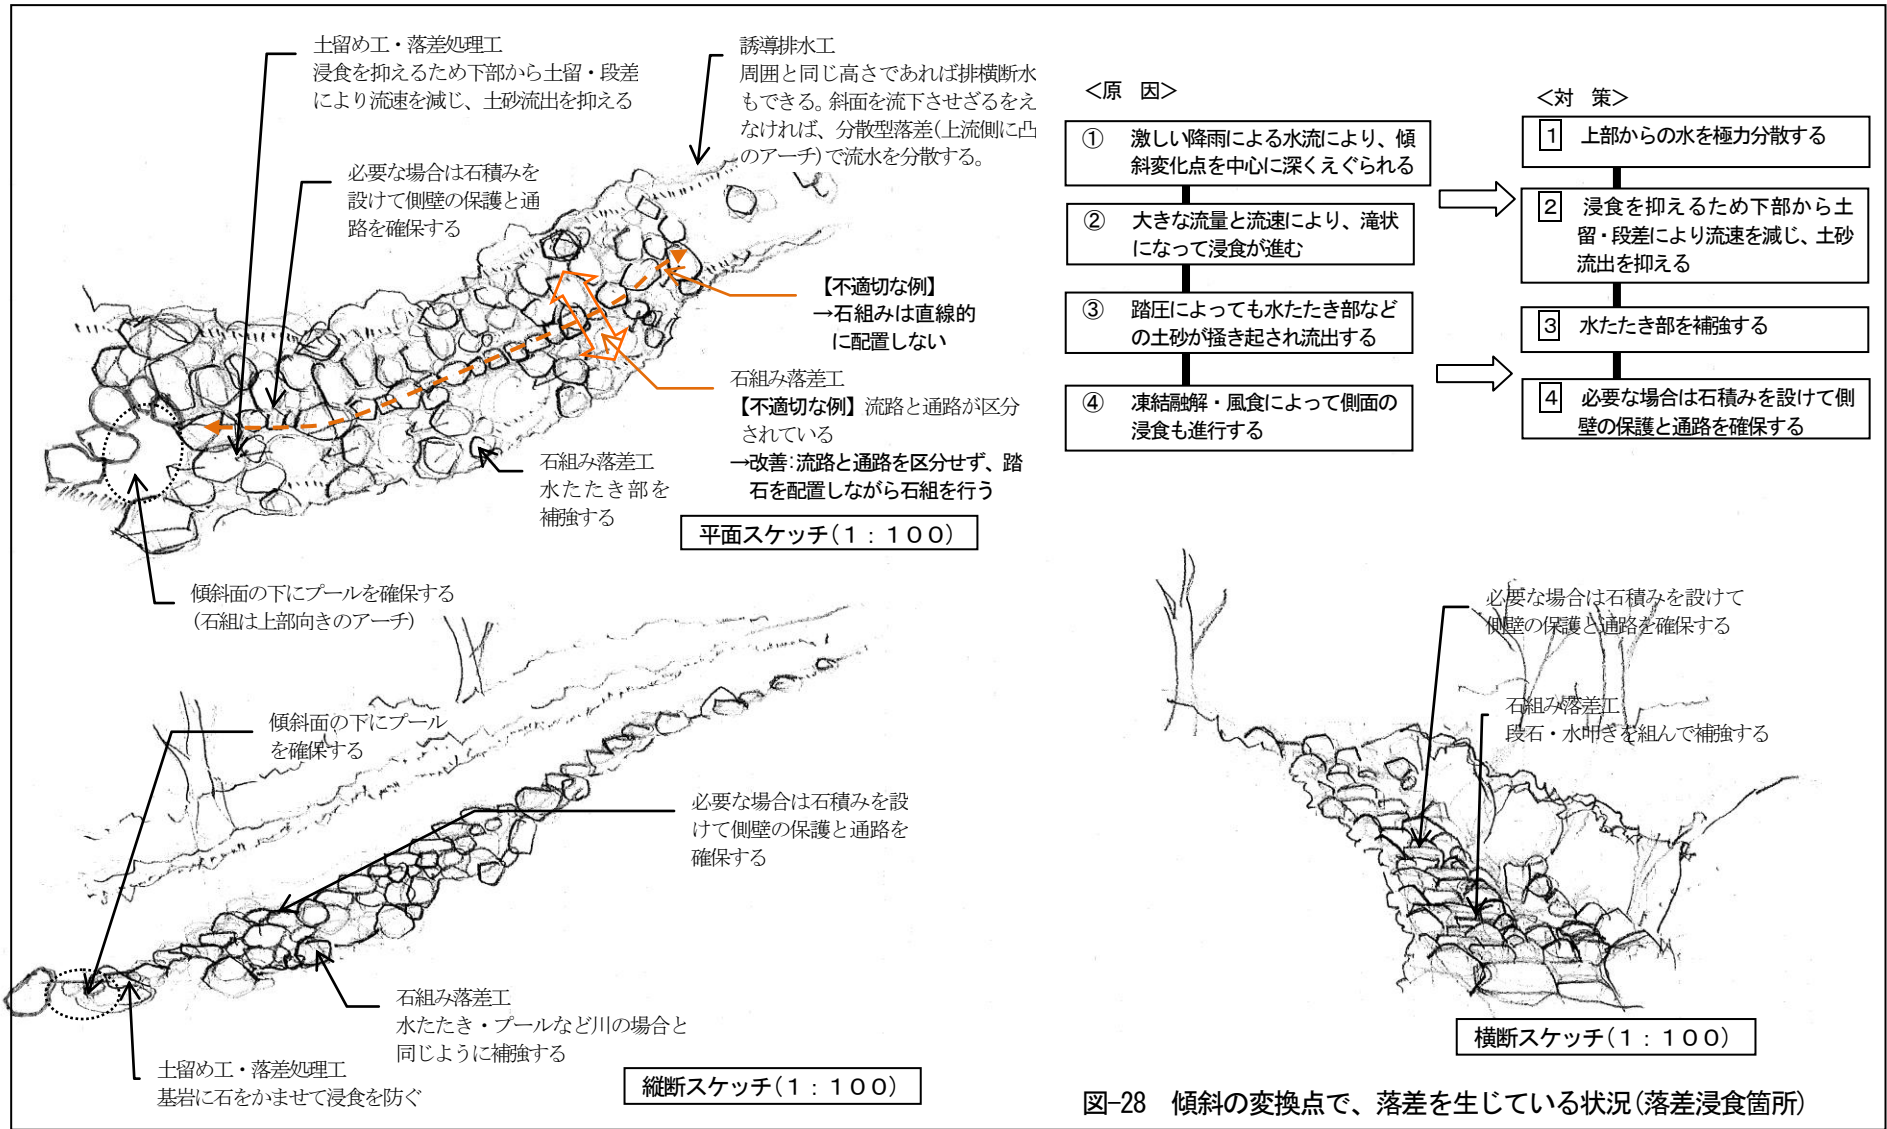 土留め工・落差処理工
浸食を抑えるため下部から土留・段差
により流速を減じ、土砂流出を抑える
誘導排水工
周囲と同じ高さであれば排横断水
もできる。斜面を流下させざるをえ
なければ、分散型落差(上流側に凸
のアーチ)で流水を分散する。
必要な場合は石積みを
設けて側壁の保護と通
路を確保する
【不適切な例】
→石組みは直線的
に配置しない
石組み落差工
【不適切な例】流路と通路が区分
されている
→改善:流路と通路を区分せず、踏
石を配置しながら石組を行う
石組み落差工
水たたき部を
補強する
平面スケッチ(1:100)
傾斜面の下にプールを確保する
(石組は上部向きのアーチ)
<原 因>
① 激しい降雨による水流により、傾
斜変化点を中心に深くえぐられる
② 大きな流量と流速により、滝状
になって浸食が進む
③ 踏圧によっても水たたき部など
の土砂が掻き起され流出する
④ 凍結融解・風食によって側面の
浸食も進行する
<対 策>
1 上部からの水を極力分散する
2 浸食を抑えるため下部から土
留・段差により流速を減じ、土砂
流出を抑える
3 水たたき部を補強する
4 必要な場合は石積みを設けて側
壁の保護と通路を確保する
傾斜面の下にプール
を確保する
必要な場合は石積みを設
けて側壁の保護と通路を
確保する
石組み落差工
水たたき・プールなど川の場合と
同じように補強する
土留め工・落差処理工
基岩に石をかませて浸食を防ぐ
縦断スケッチ(1:100)
必要な場合は石積みを設けて
側壁の保護と通路を確保する
石組み落差工
段石・水叩きを組んで補強する
横断スケッチ(1:100)
図-28 傾斜の変換点で、落差を生じている状況(落差浸食箇所)